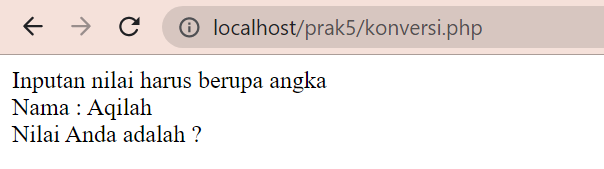 localhost/prak5/konversi.php
Inputan nilai harus berupa angka
Nama : Aqilah
Nilai Anda adalah ?